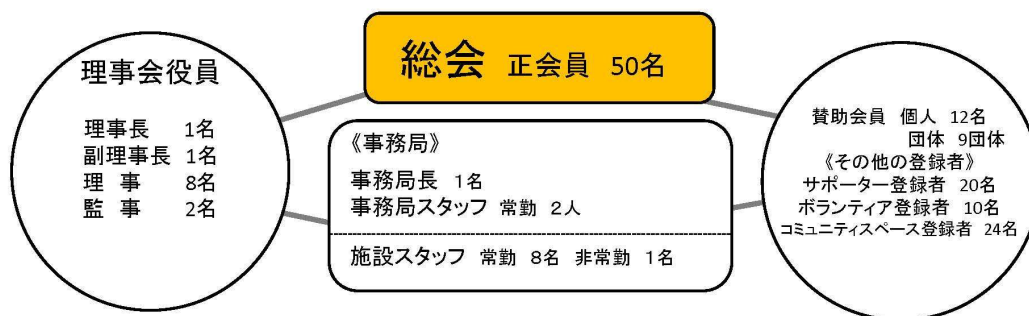 総会 正会員 50名
理事会役員
理事長 1名
副理事長 1名
理 事 8名
監 事 2名
《事務局》
事務局長 1名
事務局スタッフ 常勤 2人
施設スタッフ 常勤 8名 非常勤 1名
賛助会員 個人 12名
団体 9団体
《その他の登録者》
サポーター登録者 20名
ボランティア登録者 10名
コミュニティスペース登録者 24名